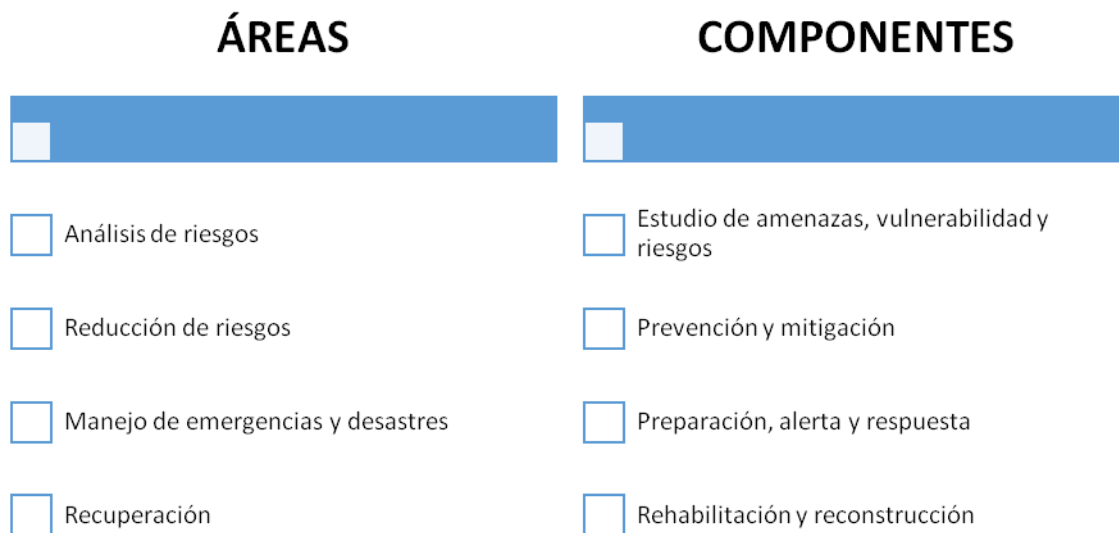 ÁREAS
COMPONENTES
Análisis de riesgos
Estudio de amenazas, vulnerabilidad y
riesgos
Reducción de riesgos
Prevención y mitigación
Manejo de emergencias y desastres
Preparación, alerta y respuesta
Recuperación
Rehabilitación y reconstrucción